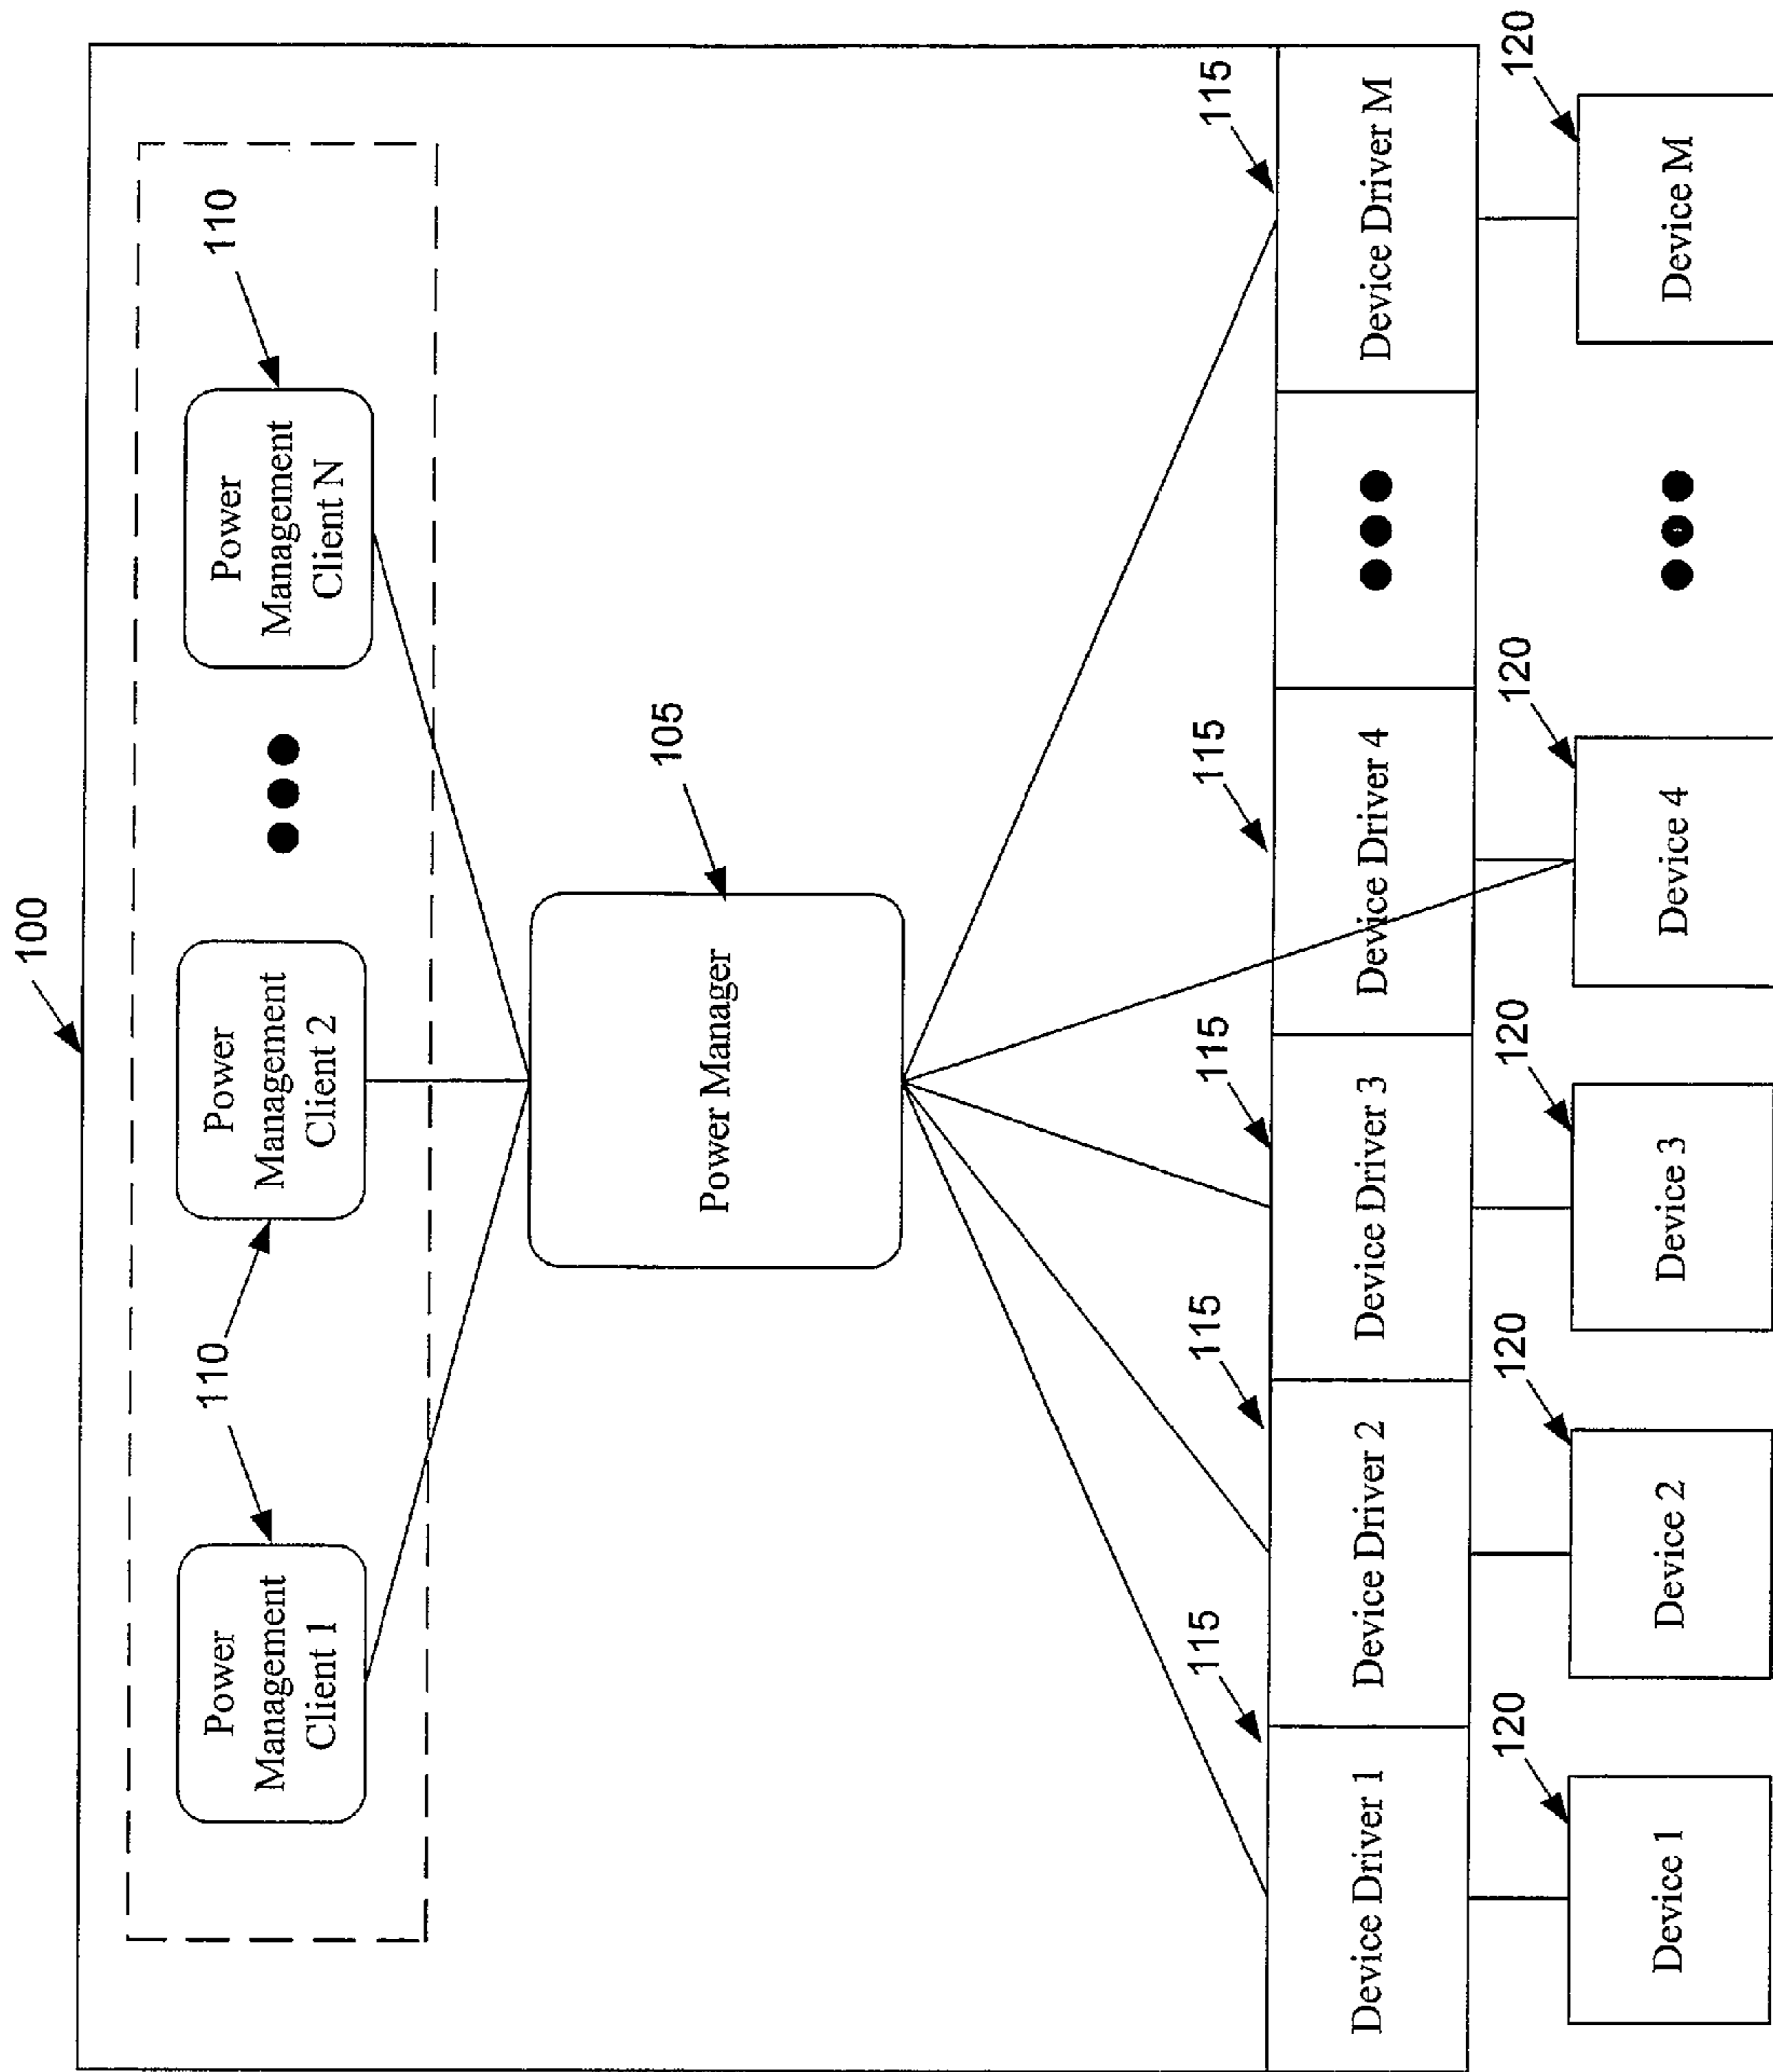 100
110
110
Power
Management
Client 1
Power
Management
Client 2
Power
Management
Client N
105
Power Manager
115
115
115
115
115
Device Driver 1
Device Driver 2
Device Driver 3
Device Driver 4
Device Driver M
120
120
120
120
120
Device 1
Device 2
Device 3
Device 4
Device M